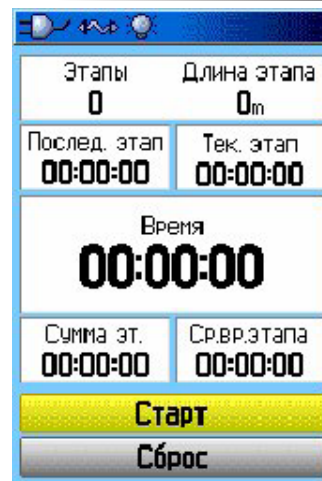 Этапы Длина этапа
0 0m
Послед. этап Тек. этап
00:00:00 00:00:00
Время
00:00:00
Сумма эт. Ср.вр.этапа
00:00:00 00:00:00
Старт
Сброс